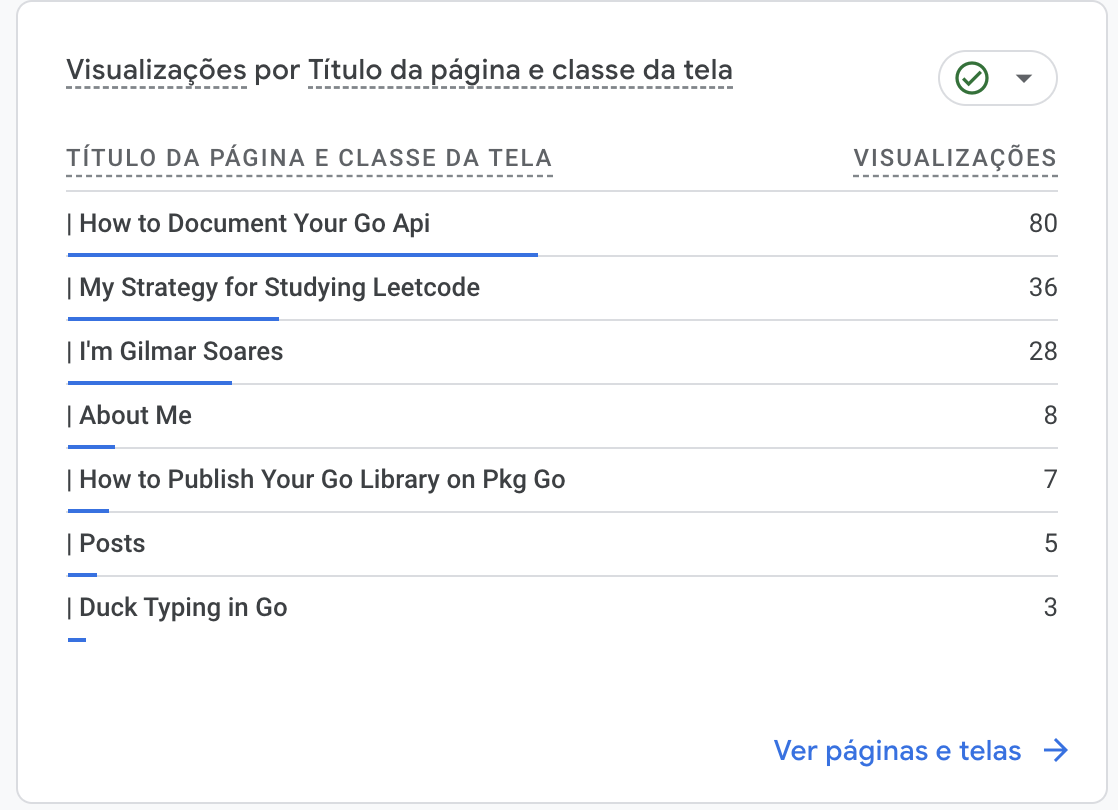 Visualizações por Título da página e classe da tela
TÍTULO DA PÁGINA E CLASSE DA TELA VISUALIZAÇÕES
| How to Document Your Go Api 80
| My Strategy for Studying Leetcode 36
| I'm Gilmar Soares 28
| About Me 8
| How to Publish Your Go Library on Pkg Go 7
| Posts 5
| Duck Typing in Go 3
Ver páginas e telas